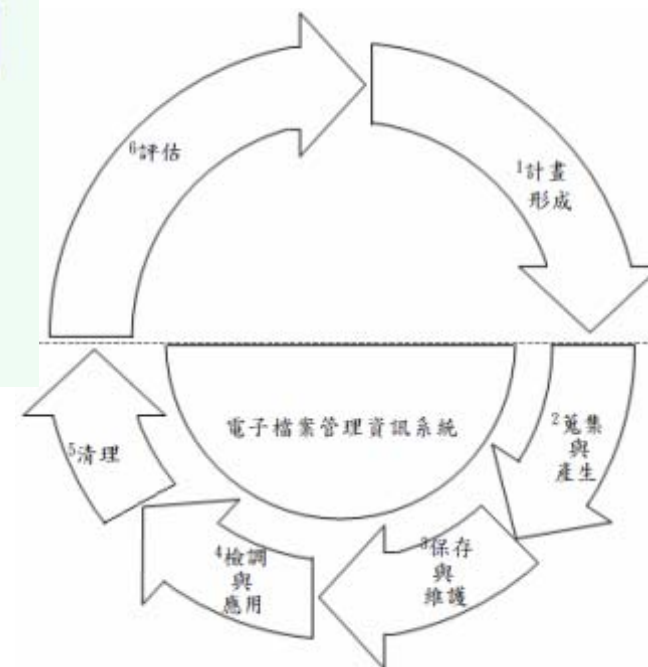 6評估
1計畫
形成
電子檔案管理資訊系統
2蒐集
與
產生
5清理
4檢調
與
應用
3保存
與
維護